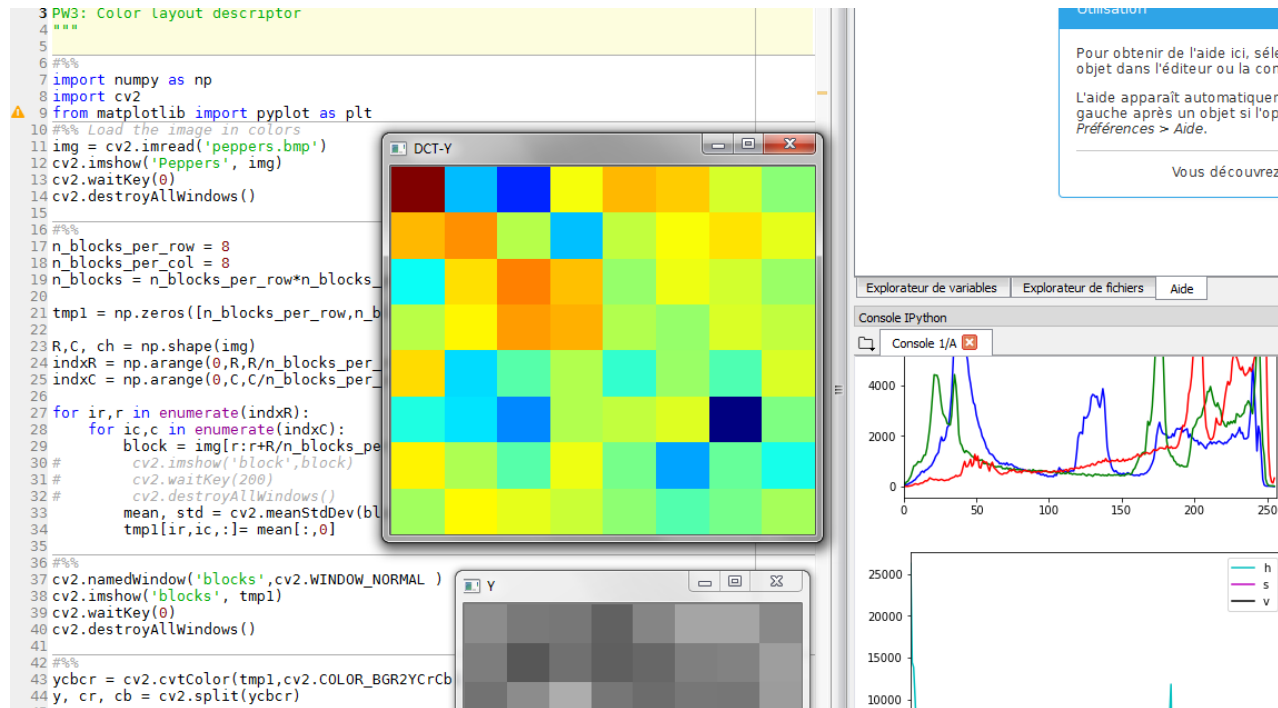 3 PW3: Color layout descriptor
4 """
5
6 #%%
7 import numpy as np
8 import cv2
9 from matplotlib import pyplot as plt
10 #%% Load the image in colors
11 img = cv2.imread('peppers.bmp')
12 cv2.imshow('Peppers', img)
13 cv2.waitKey(0)
14 cv2.destroyAllWindows()
15
16 #%%
17 n_blocks_per_row = 8
18 n_blocks_per_col = 8
19 n_blocks = n_blocks_per_row*n_blocks_
20
21 tmp1 = np.zeros([n_blocks_per_row,n_b
22
23 R,C, ch = np.shape(img)
24 indxR = np.arange(0,R,R/n_blocks_per_
25 indxC = np.arange(0,C,C/n_blocks_per_
26
27 for ir,r in enumerate(indxR):
28 for ic,c in enumerate(indxC):
29 block = img[r:r+R/n_blocks_pe
30 # cv2.imshow('block',block)
31 # cv2.waitKey(200)
32 # cv2.destroyAllWindows()
33 mean, std = cv2.meanStdDev(bl
34 tmp1[ir,ic,:]= mean[:,0]
35
36 #%%
37 cv2.namedWindow('blocks',cv2.WINDOW_NORMAL )
38 cv2.imshow('blocks', tmp1)
39 cv2.waitKey(0)
40 cv2.destroyAllWindows()
41
42 #%%
43 ycbcr = cv2.cvtColor(tmp1,cv2.COLOR_BGR2YCrCb
44 y, cr, cb = cv2.split(ycbcr)
DCT-Y
Y
Utilisation
Pour obtenir de l'aide ici, séle
objet dans l'éditeur ou la con
L'aide apparaît automatiquer
gauche après un objet si l'op
Préférences > Aide.
Vous découvrez
Explorateur de variables Explorateur de fichiers Aide
Console IPython
Console 1/A
4000
2000
0
0 50 100 150 200 250
25000
20000
15000
10000
h
s
v